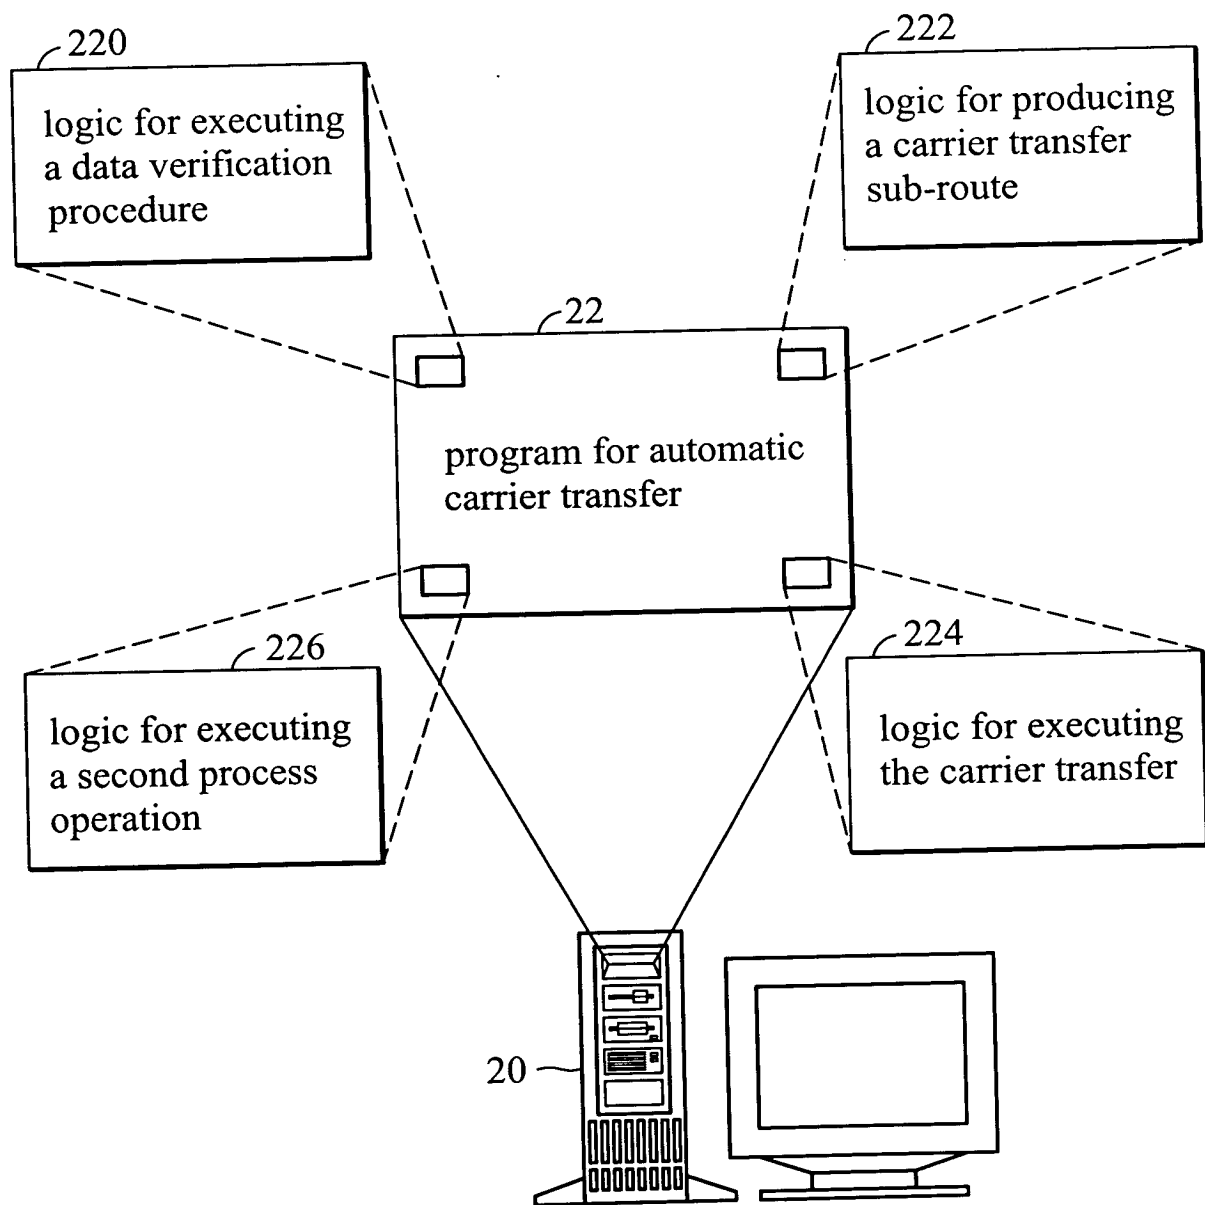 220
logic for executing
a data verification
procedure
222
logic for producing
a carrier transfer
sub-route
22
program for automatic
carrier transfer
226
logic for executing
a second process
operation
224
logic for executing
the carrier transfer
20